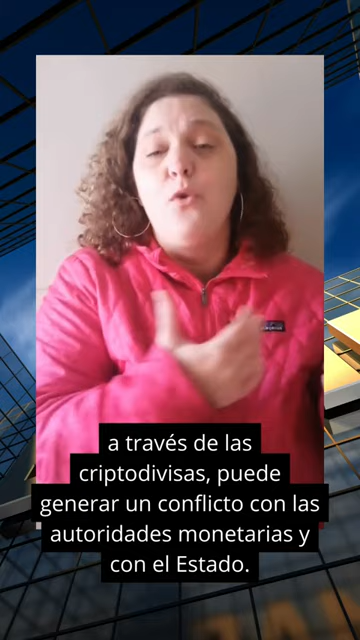 a través de las
criptodivisas, puede
generar un conflicto con las
autoridades monetarias y
con el Estado.